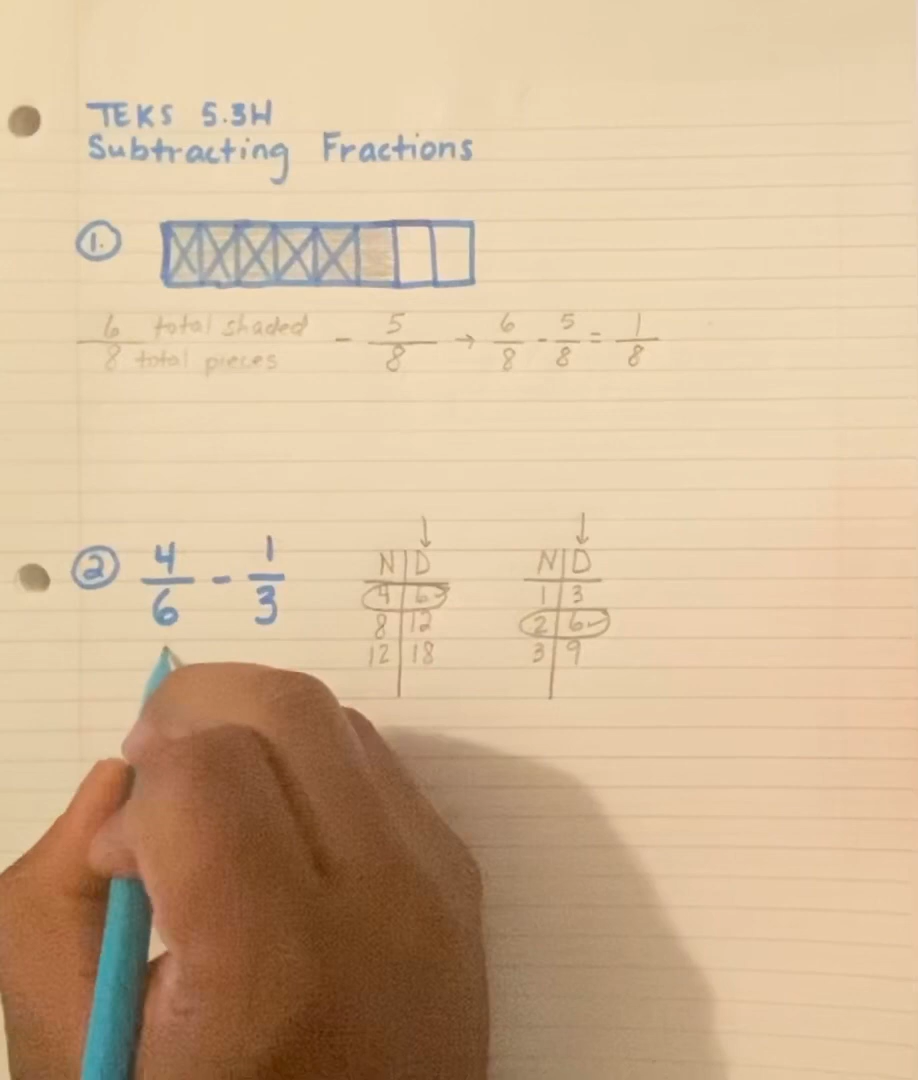 TEKS 5.3H
Subtracting Fractions
1.
6 total shaded - 5 → 6 - 5 = 1
8 total pieces 8 8 8 8
2 4 - 1
6 3
N D
4 6
8 12
12 18
N D
1 3
2 6
3 9